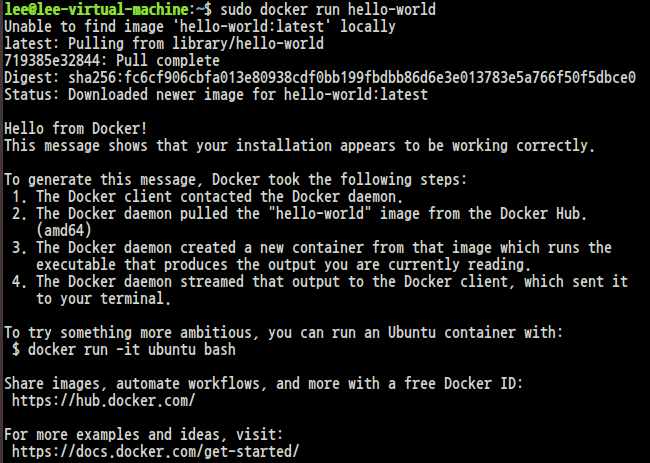 lee@lee-virtual-machine:~$ sudo docker run hello-world
Unable to find image 'hello-world:latest' locally
latest: Pulling from library/hello-world
719385e32844: Pull complete
Digest: sha256:fc6cf906cbfa013e80938cdf0bb199fbdbb86d6e3e013783e5a766f50f5dbce0
Status: Downloaded newer image for hello-world:latest
Hello from Docker!
This message shows that your installation appears to be working correctly.
To generate this message, Docker took the following steps:
1. The Docker client contacted the Docker daemon.
2. The Docker daemon pulled the "hello-world" image from the Docker Hub.
(amd64)
3. The Docker daemon created a new container from that image which runs the
executable that produces the output you are currently reading.
4. The Docker daemon streamed that output to the Docker client, which sent it
to your terminal.
To try something more ambitious, you can run an Ubuntu container with:
$ docker run -it ubuntu bash
Share images, automate workflows, and more with a free Docker ID:
https://hub.docker.com/
For more examples and ideas, visit:
https://docs.docker.com/get-started/